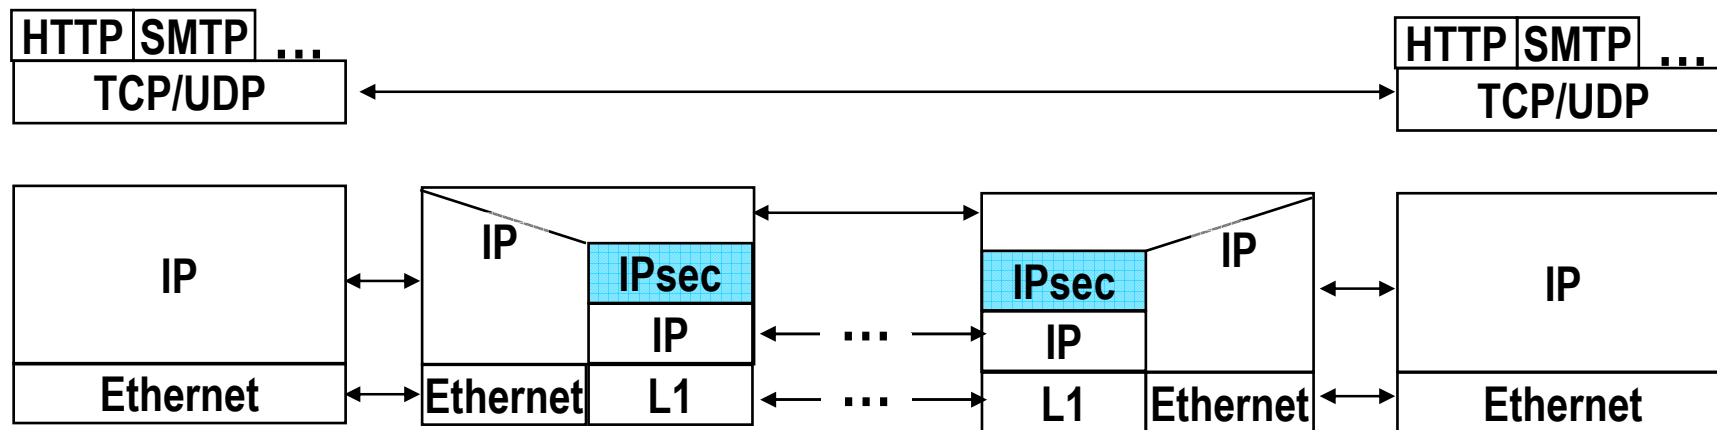 HTTP SMTP ... HTTP SMTP ...
TCP/UDP TCP/UDP
IP IP IP IP
IPsec IPsec
IP ... IP
Ethernet Ethernet L1 ... L1 Ethernet Ethernet